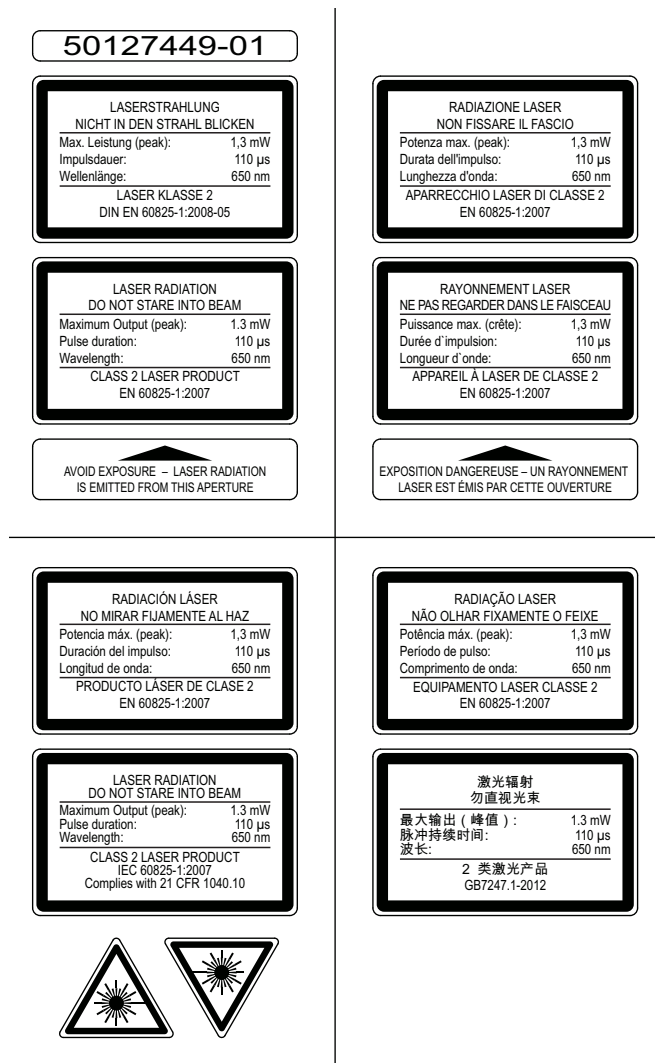 50127449-01
LASERSTRAHLUNG
NICHT IN DEN STRAHL BLICKEN
Max. Leistung (peak): 1,3 mW
Impulsdauer: 110 µs
Wellenlänge: 650 nm
LASER KLASSE 2
DIN EN 60825-1:2008-05
LASER RADIATION
DO NOT STARE INTO BEAM
Maximum Output (peak): 1.3 mW
Pulse duration: 110 µs
Wavelength: 650 nm
CLASS 2 LASER PRODUCT
EN 60825-1:2007
AVOID EXPOSURE – LASER RADIATION
IS EMITTED FROM THIS APERTURE
RADIAZIONE LASER
NON FISSARE IL FASCIO
Potenza max. (peak): 1,3 mW
Durata dell'impulso: 110 µs
Lunghezza d'onda: 650 nm
APARRECCHIO LASER DI CLASSE 2
EN 60825-1:2007
RAYONNEMENT LASER
NE PAS REGARDER DANS LE FAISCEAU
Puissance max. (crête): 1,3 mW
Durée d`impulsion: 110 µs
Longueur d`onde: 650 nm
APPAREIL À LASER DE CLASSE 2
EN 60825-1:2007
EXPOSITION DANGEREUSE – UN RAYONNEMENT
LASER EST ÉMIS PAR CETTE OUVERTURE
RADIACIÓN LÁSER
NO MIRAR FIJAMENTE AL HAZ
Potencia máx. (peak): 1,3 mW
Duración del impulso: 110 µs
Longitud de onda: 650 nm
PRODUCTO LÁSER DE CLASE 2
EN 60825-1:2007
LASER RADIATION
DO NOT STARE INTO BEAM
Maximum Output (peak): 1.3 mW
Pulse duration: 110 µs
Wavelength: 650 nm
CLASS 2 LASER PRODUCT
IEC 60825-1:2007
Complies with 21 CFR 1040.10
RADIAÇÃO LASER
NÃO OLHAR FIXAMENTE O FEIXE
Potência máx. (peak): 1,3 mW
Período de pulso: 110 µs
Comprimento de onda: 650 nm
EQUIPAMENTO LASER CLASSE 2
EN 60825-1:2007
激光辐射
勿直视光束
最大输出 ( 峰值 ) : 1.3 mW
脉冲持续时间: 110 µs
波长: 650 nm
2 类激光产品
GB7247.1-2012